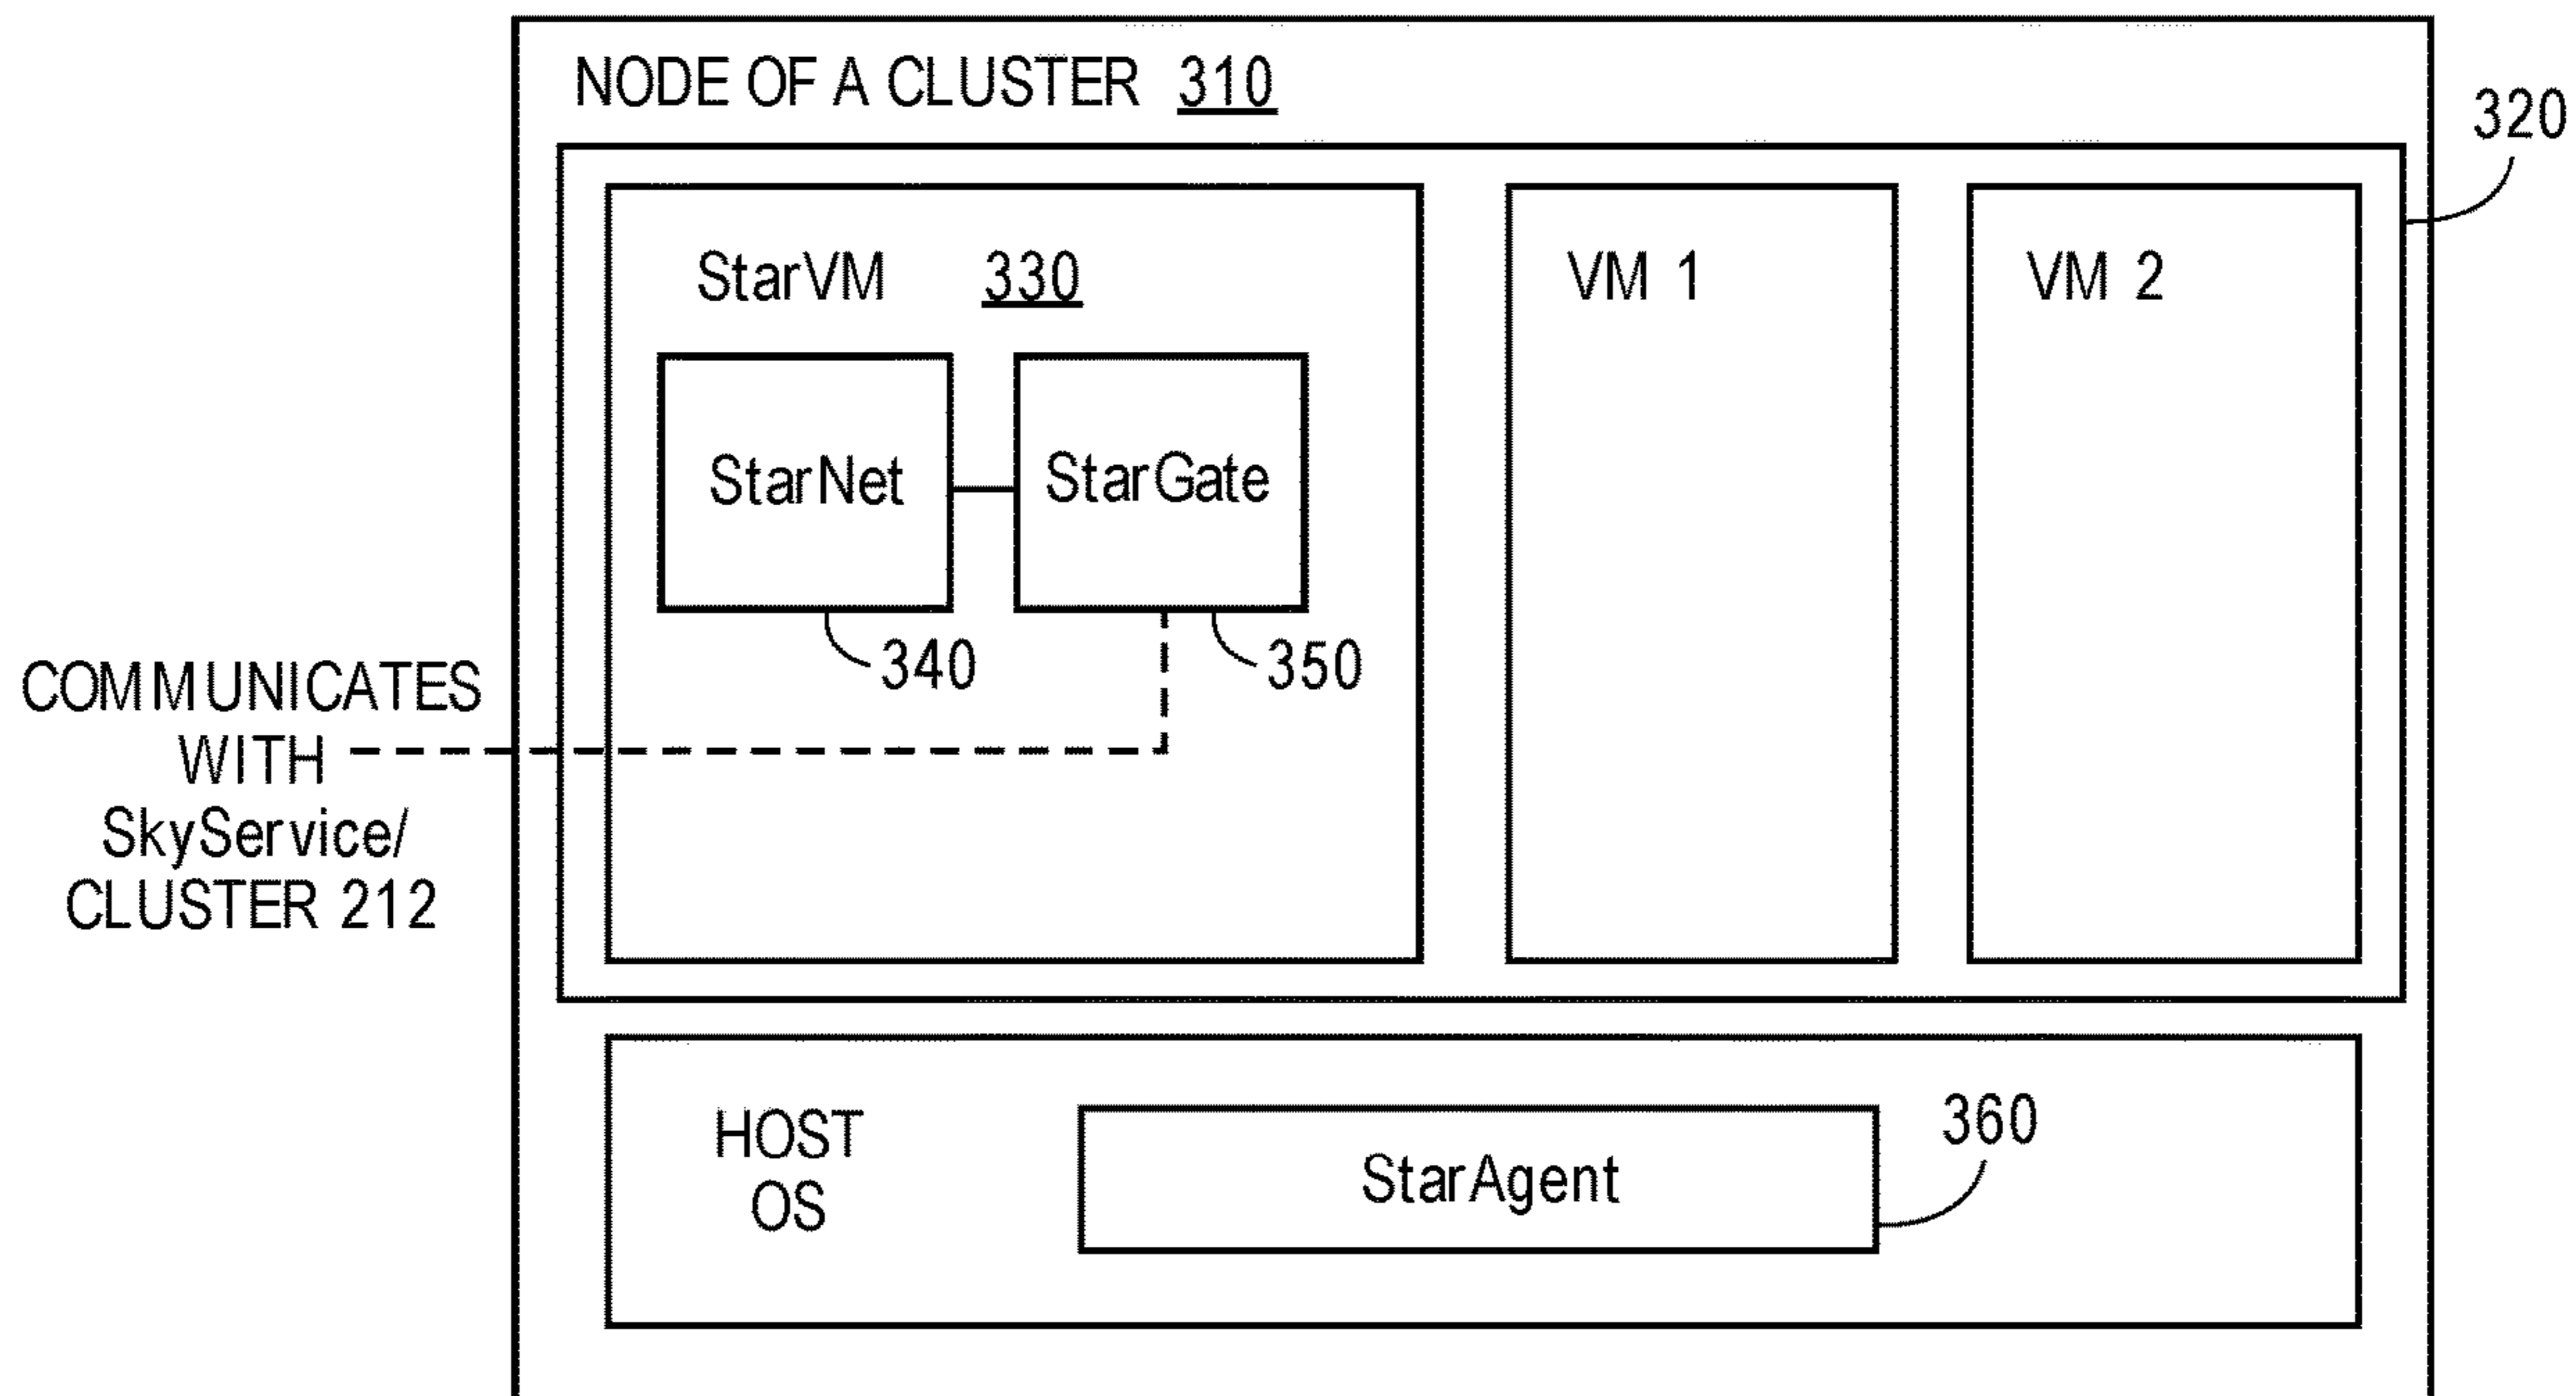 NODE OF A CLUSTER 310
320
StarVM 330
VM 1
VM 2
StarNet
StarGate
340
350
COMMUNICATES
WITH
SkyService/
CLUSTER 212
HOST
OS
StarAgent
360